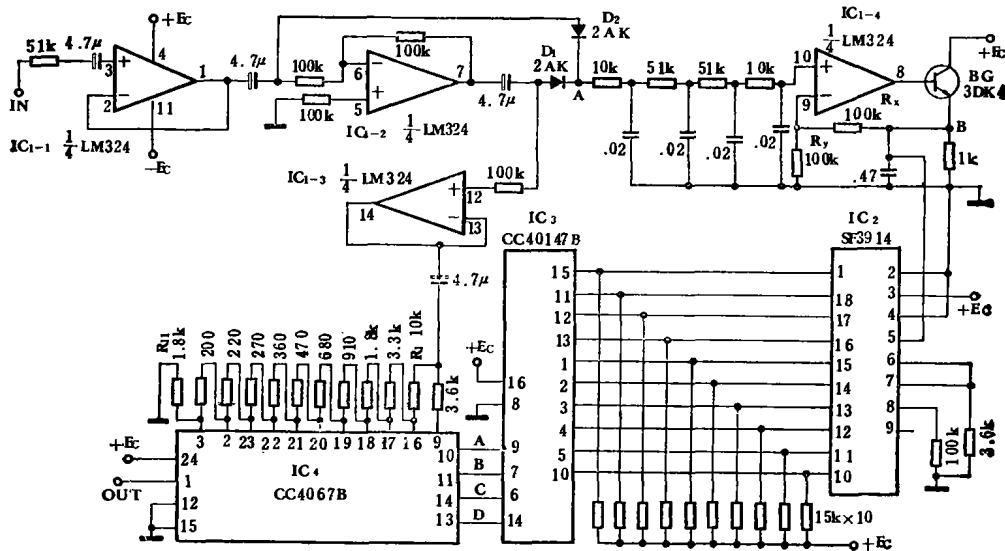 +EC
51k
4.7μ
3
4
1
2
11
IN
IC1-1 1/4 LM324
-EC
4.7μ
100k
100k
100k
6
7
5
IC1-2 1/4 LM324
4.7μ
D2
2AK
D1
2AK
A
10k
51k
51k
10k
.02
.02
.02
.02
IC1-4
1/4 LM324
10
9
8
+EC
BG
3DK4
Rx
100k
B
Ry
100k
.47
1k
IC1-3 1/4 LM324
100k
12
13
14
4.7μ
IC3
CC40147B
15
11
12
13
1
2
3
4
5
10
16
8
9
7
6
14
+EC
IC2
SF3914
1
18
17
16
15
14
13
12
11
10
2
3
4
5
6
7
8
9
+EC
100k
3.6k
15k×10
+EC
R11
1.8k
200
220
270
360
470
680
910
1.8k
3.3k
R1 10k
3.6k
3
2
23
22
21
20
19
18
17
16
9
+EC
24
OUT
1
12
15
IC4
CC4067B
10
11
14
13
A
B
C
D